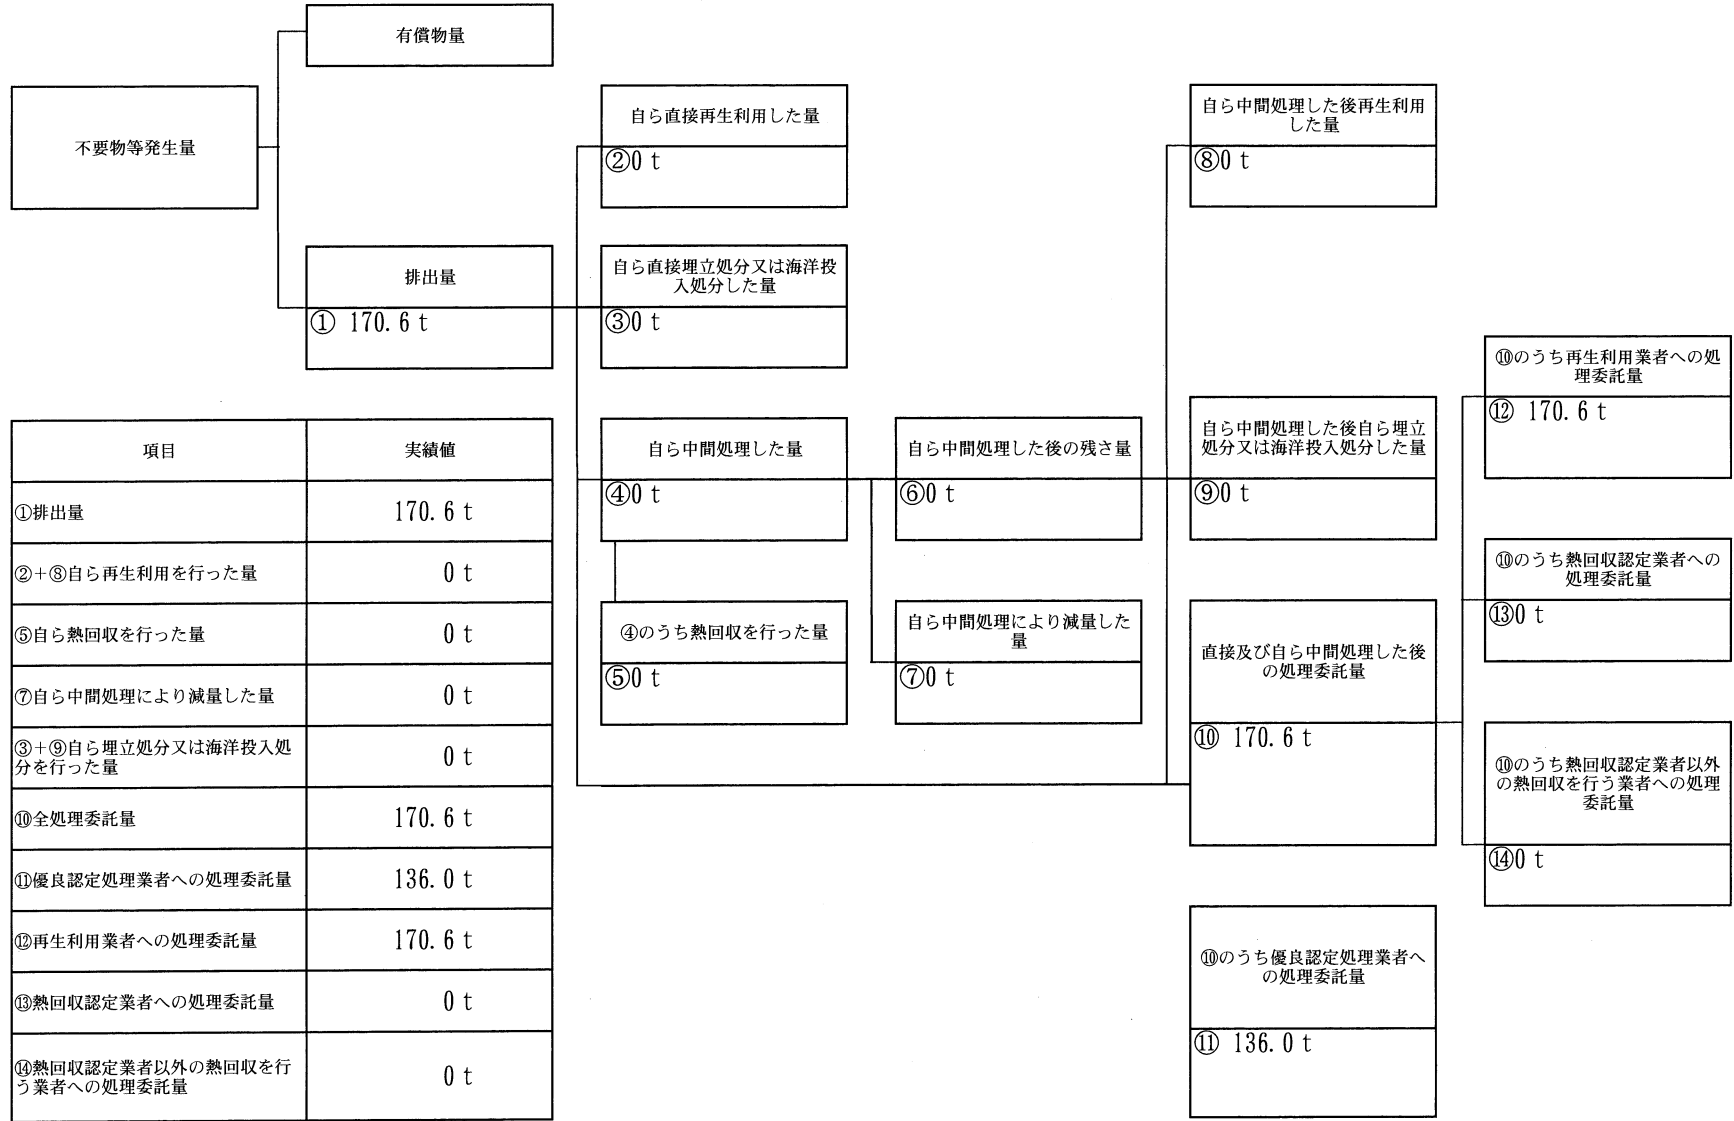 有償物量
不要物等発生量
自ら直接再生利用した量
②0 t
自ら中間処理した後再生利用
した量
⑧0 t
排出量
① 170.6 t
自ら直接埋立処分又は海洋投
入処分した量
③0 t
⑩のうち再生利用業者への処
理委託量
⑫ 170.6 t
自ら中間処理した量
④0 t
自ら中間処理した後の残さ量
⑥0 t
自ら中間処理した後自ら埋立
処分又は海洋投入処分した量
⑨0 t
⑩のうち熱回収認定業者への
処理委託量
⑬0 t
④のうち熱回収を行った量
⑤0 t
自ら中間処理により減量した
量
⑦0 t
直接及び自ら中間処理した後
の処理委託量
⑩ 170.6 t
⑩のうち熱回収認定業者以外
の熱回収を行う業者への処理
委託量
⑭0 t
⑩のうち優良認定処理業者へ
の処理委託量
⑪ 136.0 t
項目 実績値
①排出量 170.6 t
②+⑧自ら再生利用を行った量 0 t
⑤自ら熱回収を行った量 0 t
⑦自ら中間処理により減量した量 0 t
③+⑨自ら埋立処分又は海洋投入処
分を行った量 0 t
⑩全処理委託量 170.6 t
⑪優良認定処理業者への処理委託量 136.0 t
⑫再生利用業者への処理委託量 170.6 t
⑬熱回収認定業者への処理委託量 0 t
⑭熱回収認定業者以外の熱回収を行
う業者への処理委託量 0 t